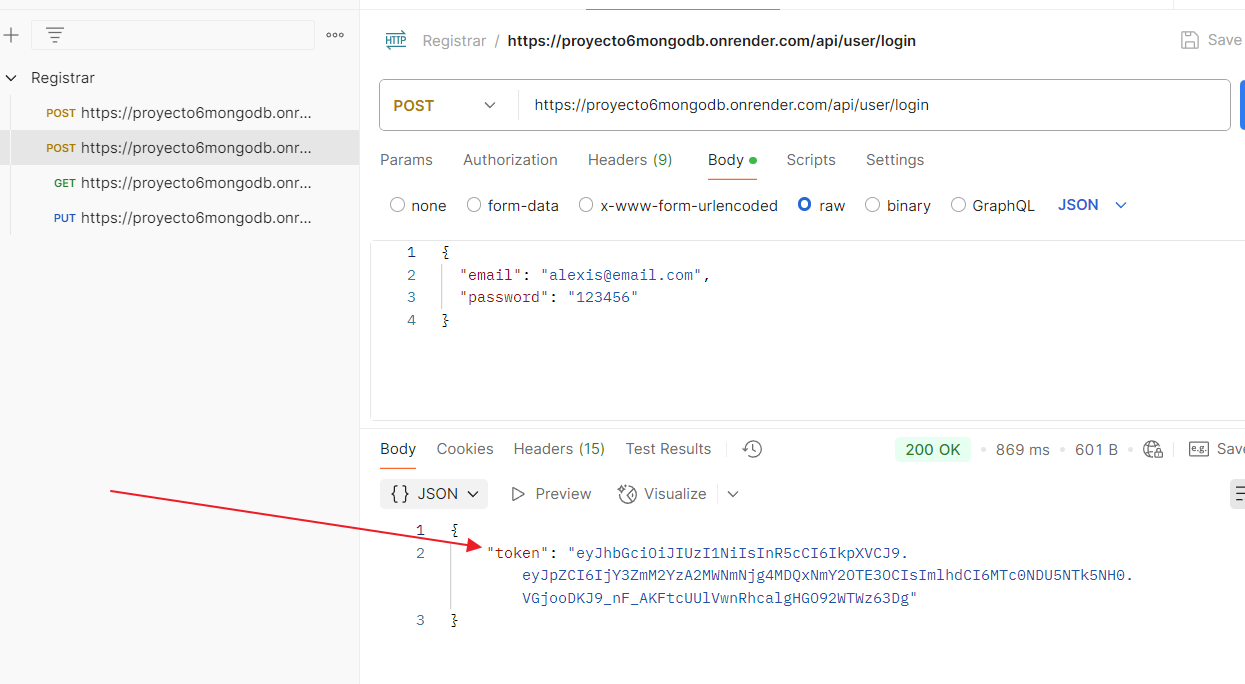 Registrar / https://proyecto6mongodb.onrender.com/api/user/login
Save
Registrar
POST https://proyecto6mongodb.onr...
POST https://proyecto6mongodb.onr...
GET https://proyecto6mongodb.onr...
PUT https://proyecto6mongodb.onr...
POST https://proyecto6mongodb.onrender.com/api/user/login
Params Authorization Headers (9) Body Scripts Settings
none form-data x-www-form-urlencoded raw binary GraphQL JSON
1 {
2 "email": "alexis@email.com",
3 "password": "123456"
4 }
Body Cookies Headers (15) Test Results 200 OK 869 ms 601 B e.g. Save
{} JSON Preview Visualize
1 {
2 "token": "eyJhbGciOiJIUzI1NiIsInR5cCI6IkpXVCJ9.
eyJpZCI6IjY3ZmM2YzA2MWNmNjg4MDQxNmY2OTE3OCIsImlhdCI6MTc0NDU5NTk5NH0.
VGjooDKJ9_nF_AKFtcUUlVwnRhcalgHGO92WTWz63Dg"
3 }